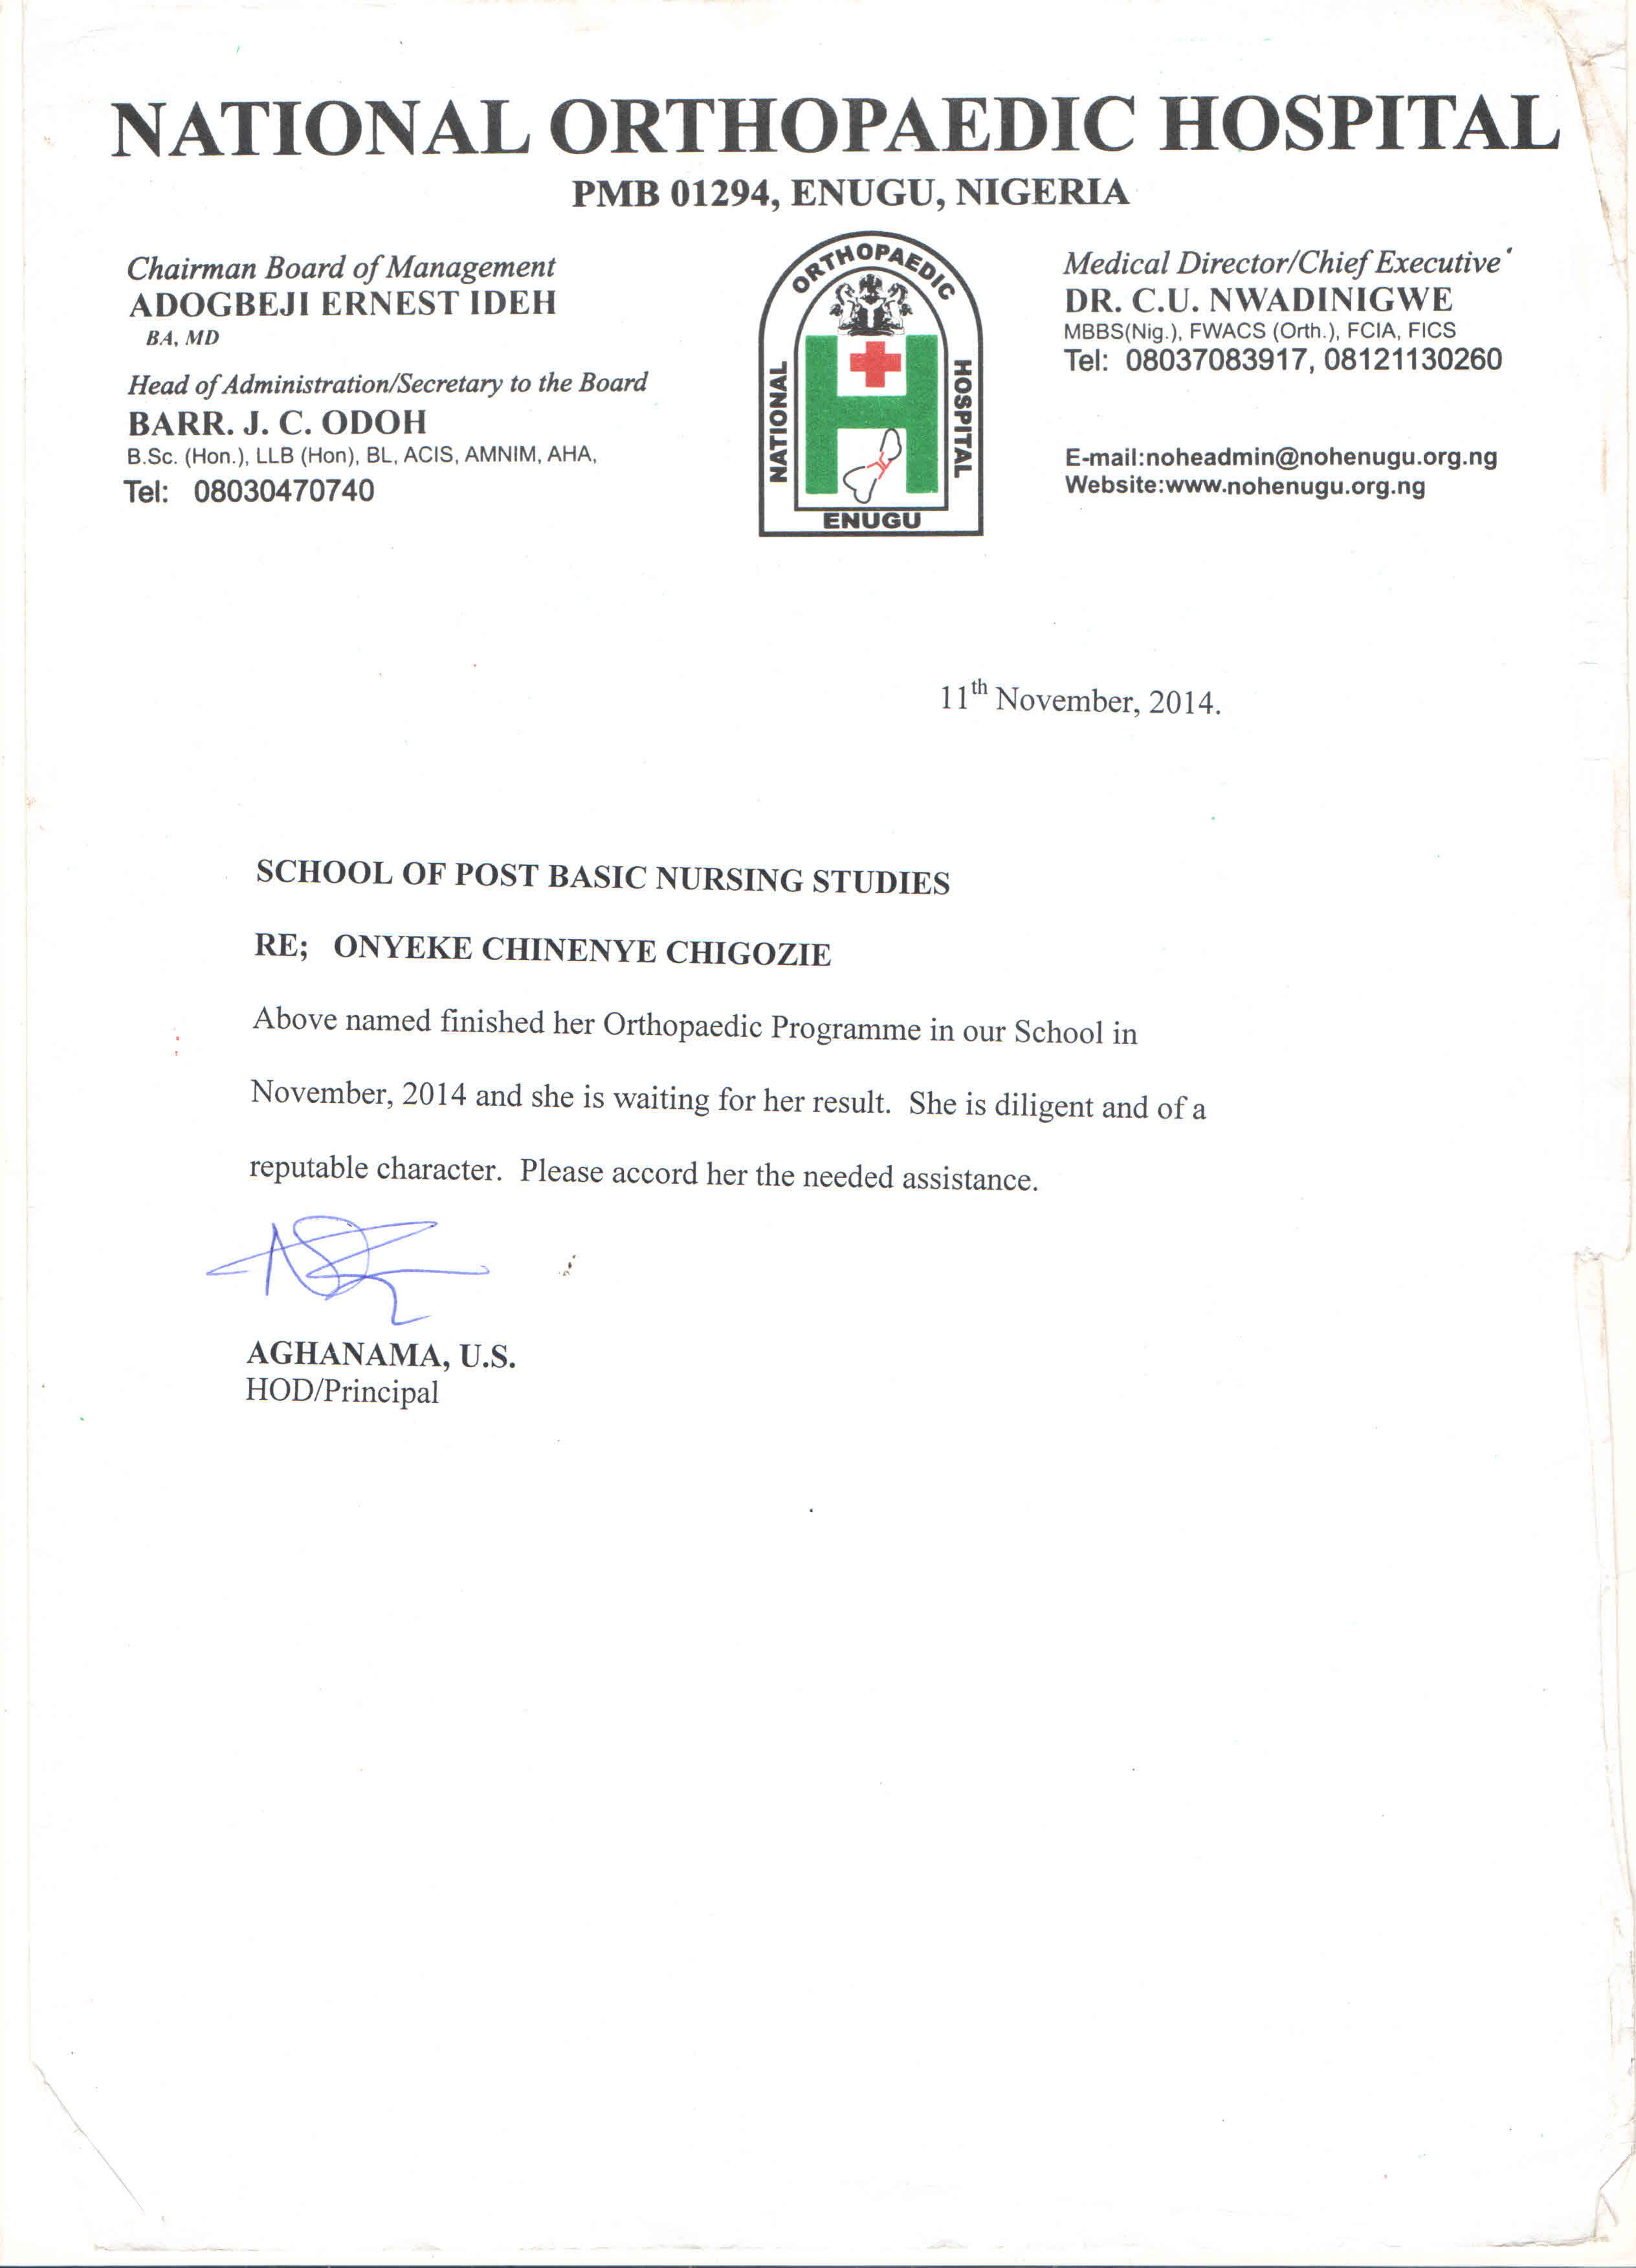 NATIONAL ORTHOPAEDIC HOSPITAL
PMB 01294, ENUGU, NIGERIA
Chairman Board of Management
ADOGBEJI ERNEST IDEH
BA, MD
Head of Administration/Secretary to the Board
BARR. J. C. ODOH
B.Sc. (Hon.), LLB (Hon), BL, ACIS, AMNIM, AHA,
Tel: 08030470740
NATIONAL ORTHOPAEDIC HOSPITAL
ENUGU
Medical Director/Chief Executive
DR. C.U. NWADINIGWE
MBBS(Nig.), FWACS (Orth.), FCIA, FICS
Tel: 08037083917, 08121130260
E-mail:noheadmin@nohenugu.org.ng
Website:www.nohenugu.org.ng
11th November, 2014.
SCHOOL OF POST BASIC NURSING STUDIES
RE; ONYEKE CHINENYE CHIGOZIE
Above named finished her Orthopaedic Programme in our School in
November, 2014 and she is waiting for her result. She is diligent and of a
reputable character. Please accord her the needed assistance.
AGHANAMA, U.S.
HOD/Principal